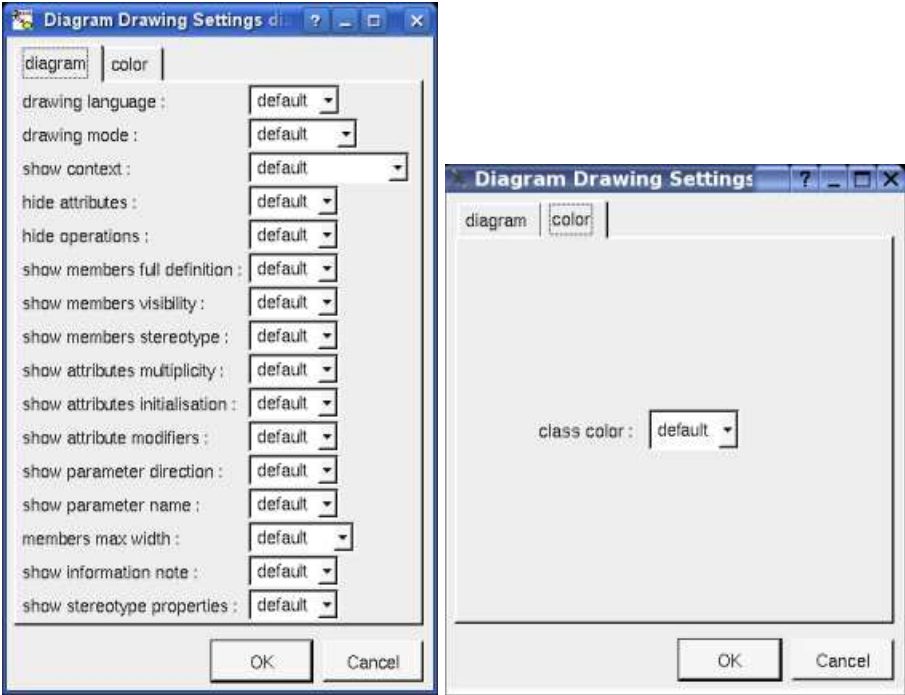 Diagram Drawing Settings
diagram color
drawing language : default
drawing mode : default
show context : default
hide attributes : default
hide operations : default
show members full definition : default
show members visibility : default
show members stereotype : default
show attributes multiplicity : default
show attributes initialisation : default
show attribute modifiers : default
show parameter direction : default
show parameter name : default
members max width : default
show information note : default
show stereotype properties : default
OK Cancel
Diagram Drawing Settings
diagram color
class color : default
OK Cancel